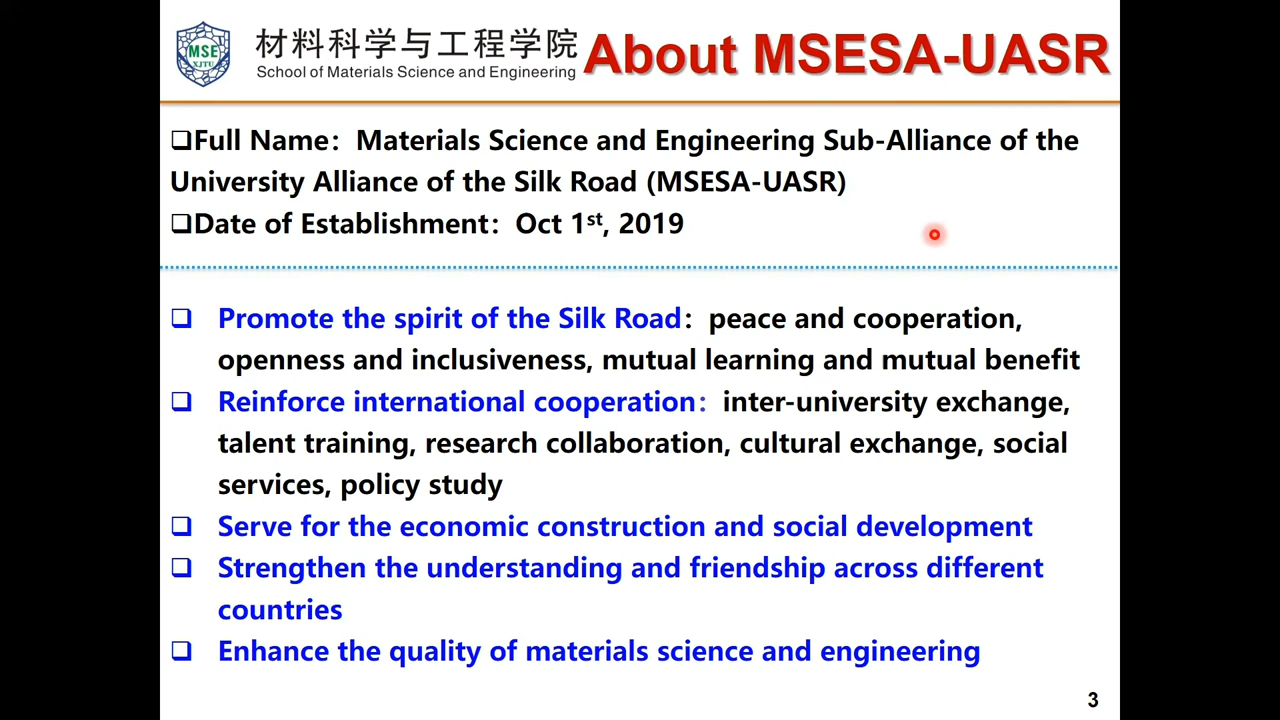 MSE
XJTU
材料科学与工程学院
School of Materials Science and Engineering
About MSESA-UASR
❑Full Name： Materials Science and Engineering Sub-Alliance of the
University Alliance of the Silk Road (MSESA-UASR)
❑Date of Establishment： Oct 1st, 2019
❑ Promote the spirit of the Silk Road： peace and cooperation,
openness and inclusiveness, mutual learning and mutual benefit
❑ Reinforce international cooperation： inter-university exchange,
talent training, research collaboration, cultural exchange, social
services, policy study
❑ Serve for the economic construction and social development
❑ Strengthen the understanding and friendship across different
countries
❑ Enhance the quality of materials science and engineering
3